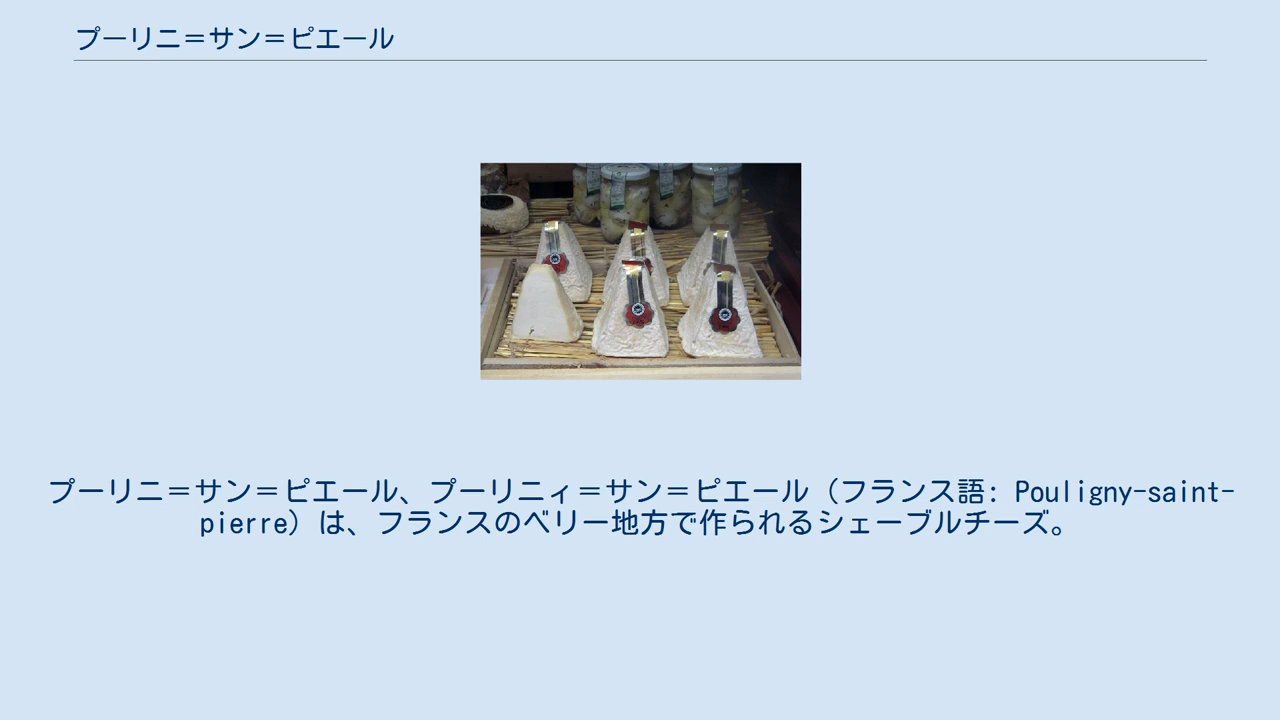 プーリニ＝サン＝ピエール
プーリニ＝サン＝ピエール、プーリニィ＝サン＝ピエール（フランス語: Pouligny-saint-
pierre）は、フランスのベリー地方で作られるシェーブルチーズ。